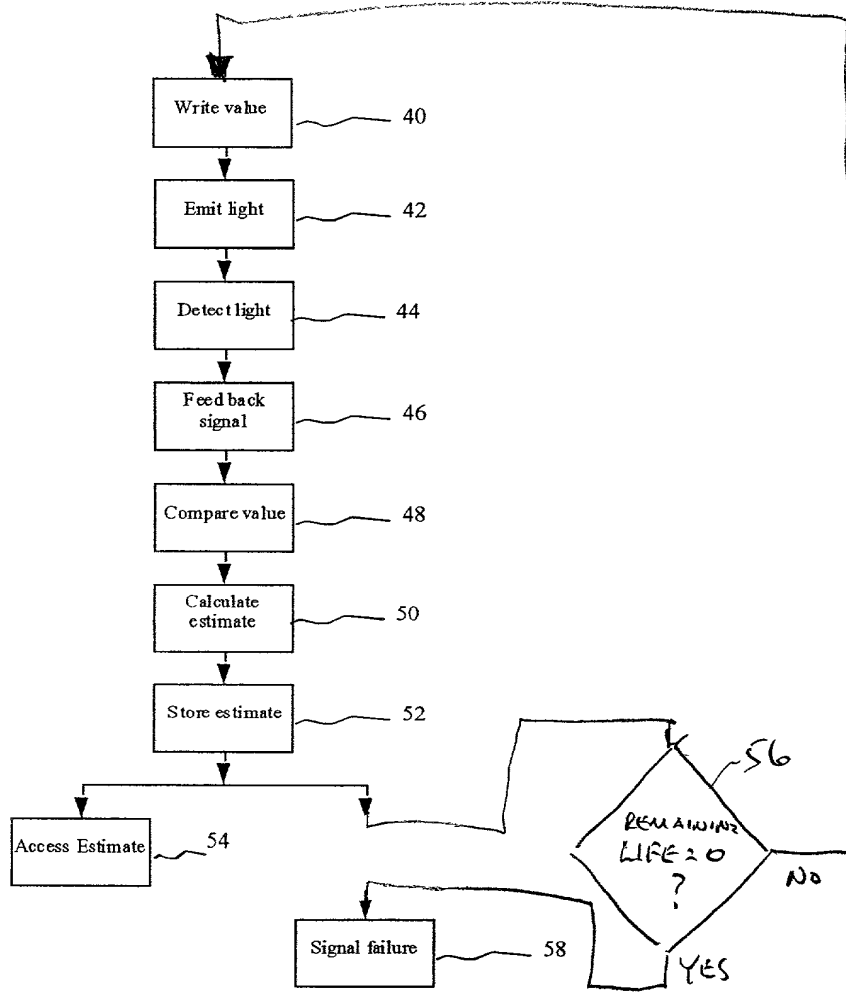 Write value
40
Emit light
42
Detect light
44
Feed back
signal
46
Compare value
48
Calculate
estimate
50
Store estimate
52
56
REMAINING
LIFE = 0
?
NO
Access Estimate
54
Signal failure
58
YES